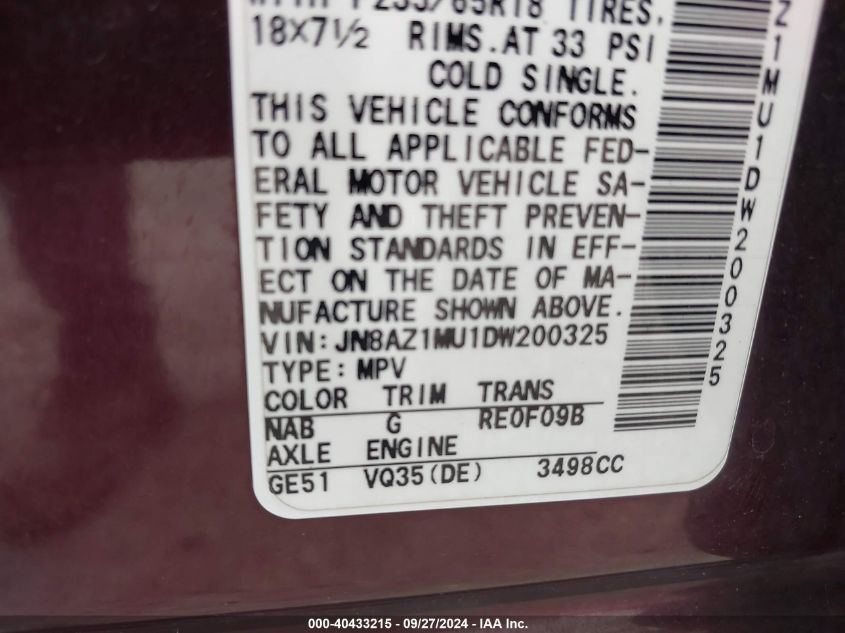 65R18 TIRES,
18X7½ RIMS.AT 33 PSI
COLD SINGLE.
THIS VEHICLE CONFORMS
TO ALL APPLICABLE FED-
ERAL MOTOR VEHICLE SA-
FETY AND THEFT PREVEN-
TION STANDARDS IN EFF-
ECT ON THE DATE OF MA-
NUFACTURE SHOWN ABOVE.
VIN: JN8AZ1MU1DW200325
TYPE: MPV
COLOR TRIM TRANS
NAB G RE0F09B
AXLE ENGINE
GE51 VQ35(DE) 3498CC
Z1MU1DW200325
000-40433215 - 09/27/2024 - IAA Inc.